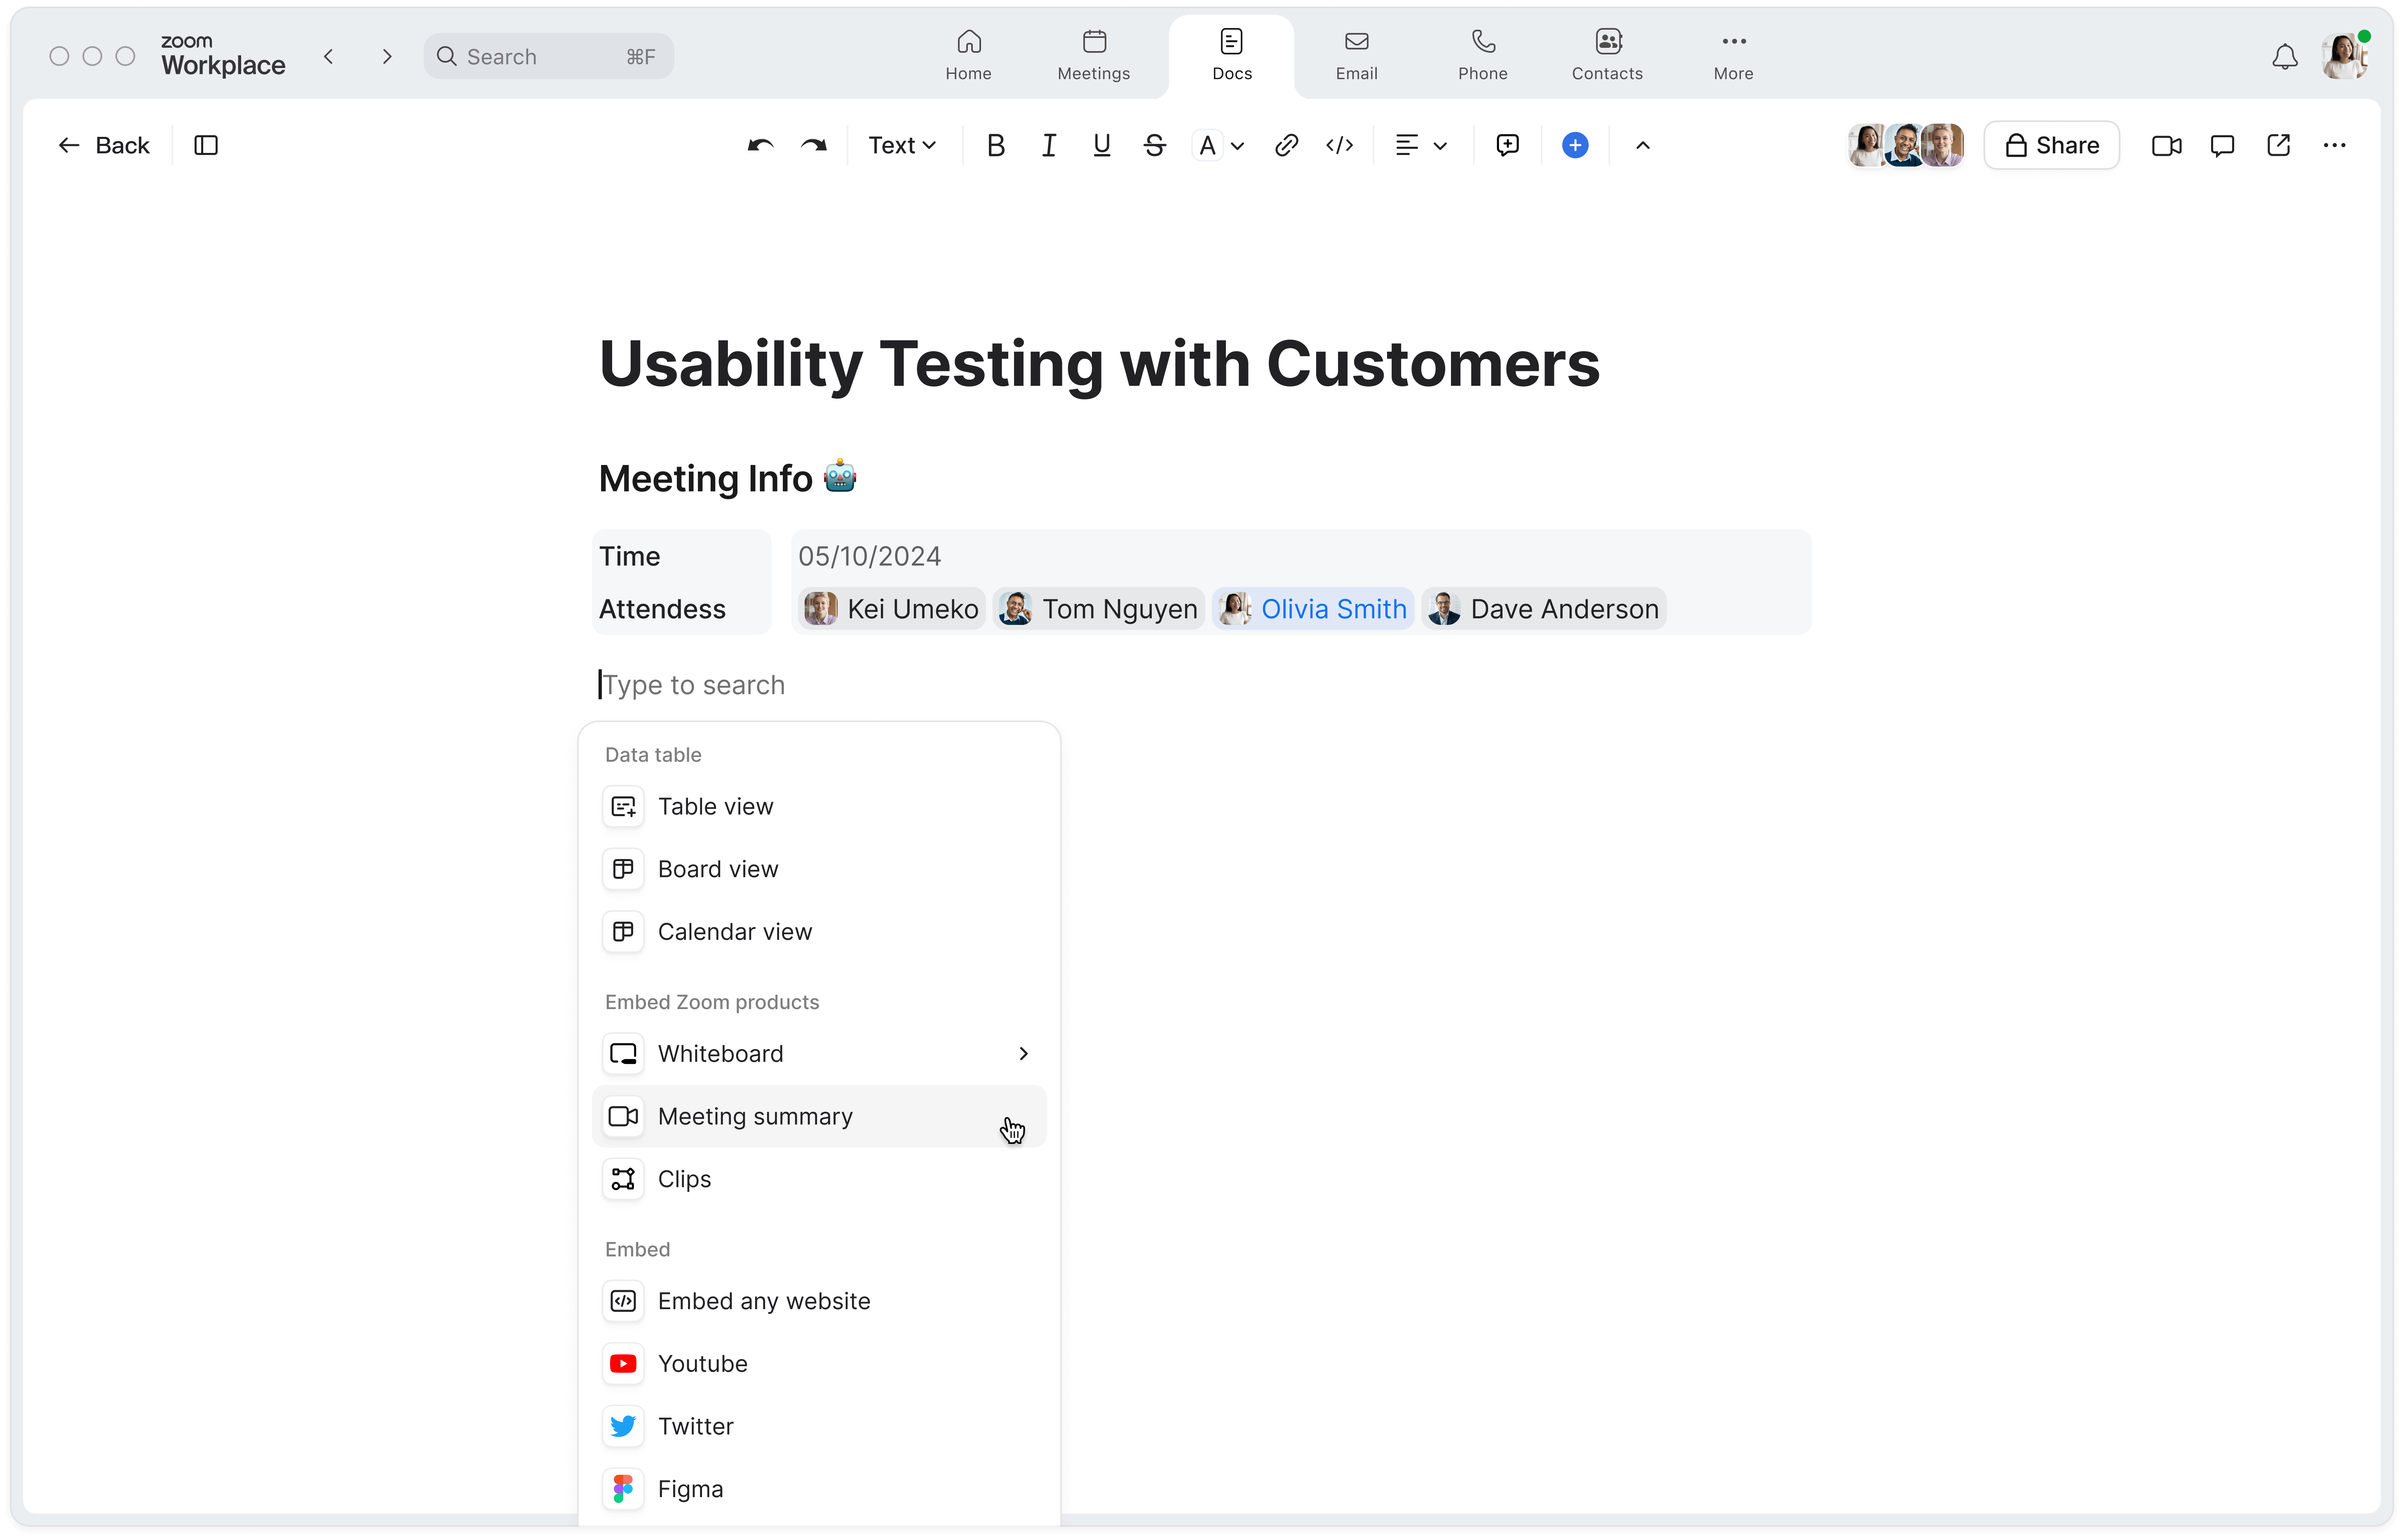 zoom
Workplace
Search ⌘F
Home
Meetings
Docs
Email
Phone
Contacts
More
Back
Text
B I U S A
Share
Usability Testing with Customers
Meeting Info 🤖
Time 05/10/2024
Attendess Kei Umeko Tom Nguyen Olivia Smith Dave Anderson
Type to search
Data table
Table view
Board view
Calendar view
Embed Zoom products
Whiteboard
Meeting summary
Clips
Embed
Embed any website
Youtube
Twitter
Figma